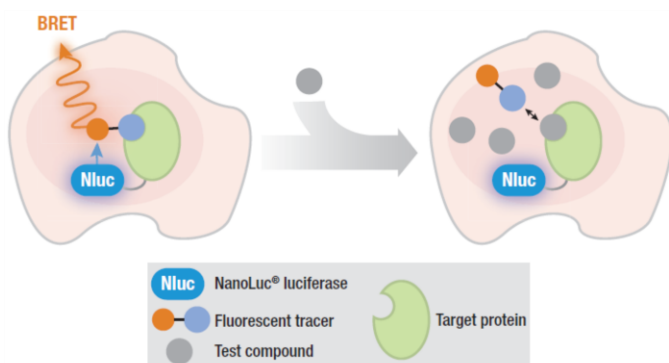 BRET
Nluc
Nluc
Nluc NanoLuc® luciferase
Fluorescent tracer
Target protein
Test compound